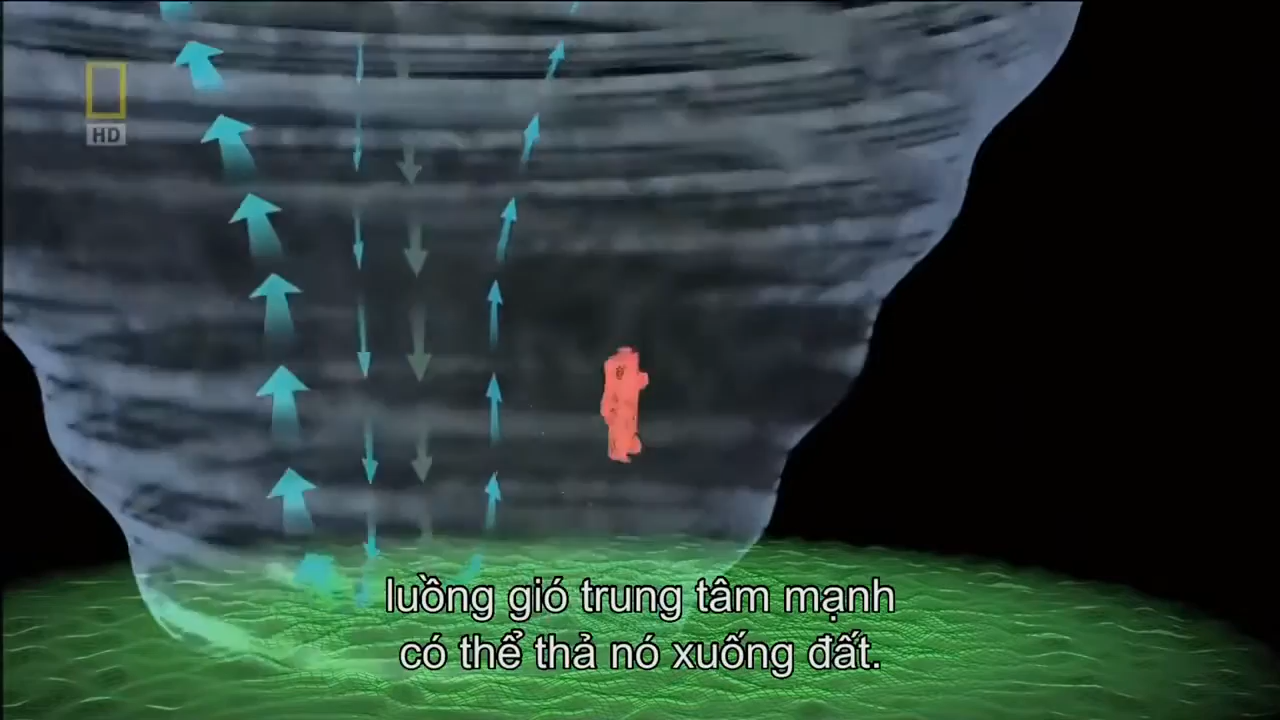 HD
luồng gió trung tâm mạnh
có thể thả nó xuống đất.